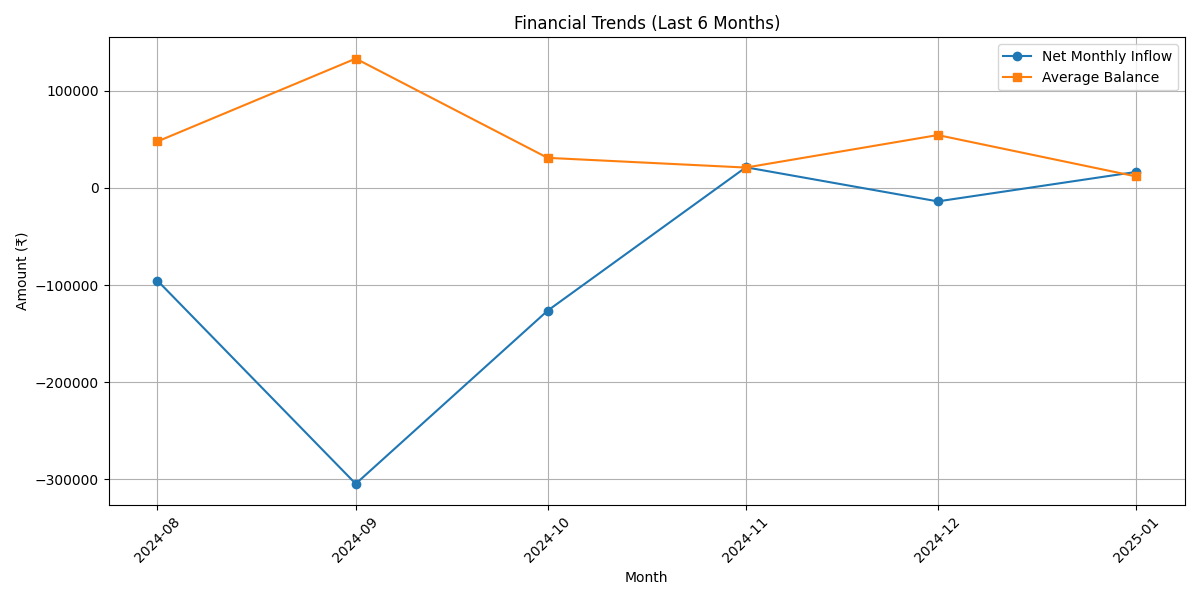 Financial Trends (Last 6 Months)
Net Monthly Inflow
Average Balance
100000
0
−100000
−200000
−300000
Amount (₹)
2024-08
2024-09
2024-10
2024-11
2024-12
2025-01
Month